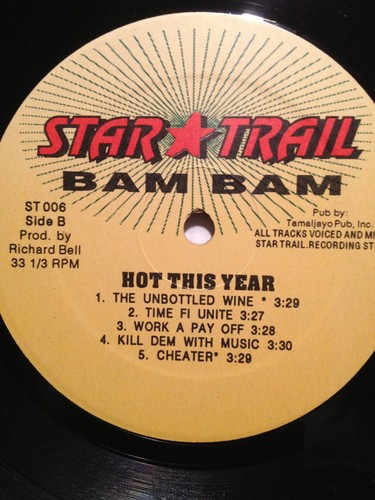 STAR★TRAIL
BAM BAM
ST 006
Side B
Prod. by
Richard Bell
33 1/3 RPM
Pub by:
Tamaljayo Pub, Inc.
ALL TRACKS VOICED AND
STAR TRAIL.RECORDING
HOT THIS YEAR
1. THE UNBOTTLED WINE * 3:29
2. TIME FI UNITE 3:27
3. WORK A PAY OFF 3:28
4. KILL DEM WITH MUSIC 3:30
5. CHEATER* 3:29